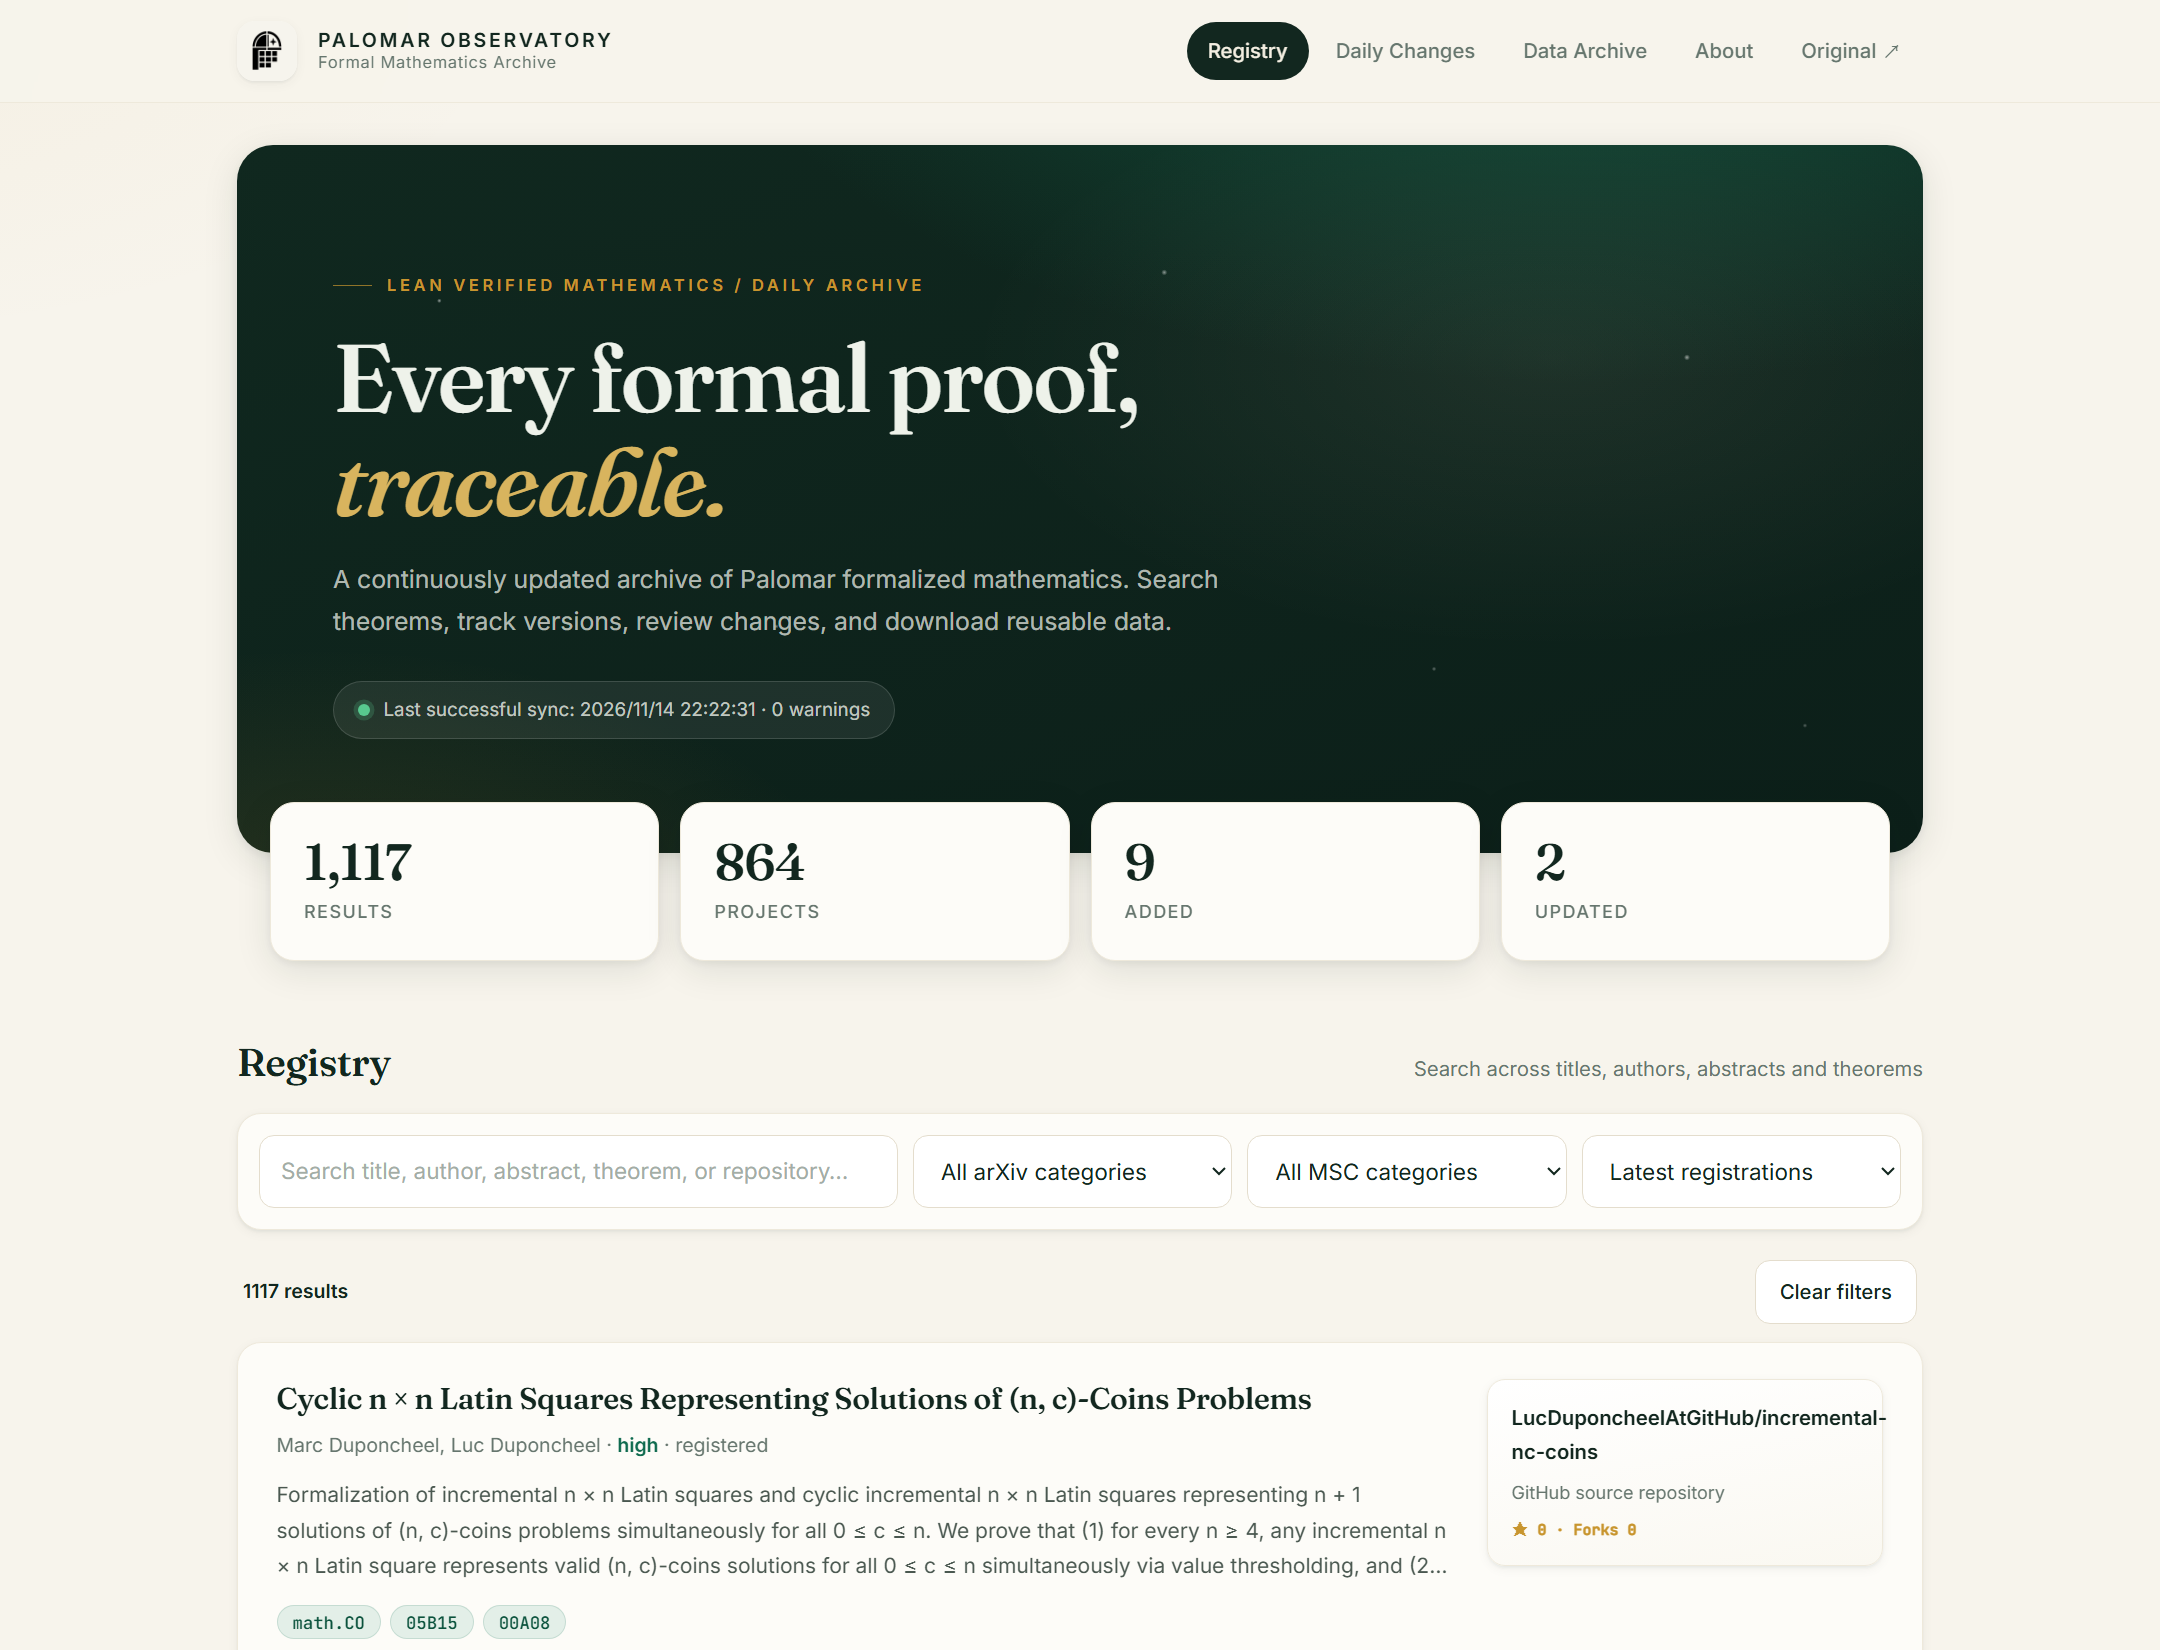 PALOMAR OBSERVATORY
Formal Mathematics Archive
Registry
Daily Changes
Data Archive
About
Original ↗
LEAN VERIFIED MATHEMATICS / DAILY ARCHIVE
Every formal proof,
traceable.
A continuously updated archive of Palomar formalized mathematics. Search
theorems, track versions, review changes, and download reusable data.
Last successful sync: 2026/11/14 22:22:31 · 0 warnings
1,117
RESULTS
864
PROJECTS
9
ADDED
2
UPDATED
Registry
Search across titles, authors, abstracts and theorems
Search title, author, abstract, theorem, or repository...
All arXiv categories
All MSC categories
Latest registrations
1117 results
Clear filters
Cyclic n × n Latin Squares Representing Solutions of (n, c)-Coins Problems
Marc Duponcheel, Luc Duponcheel · high · registered
Formalization of incremental n × n Latin squares and cyclic incremental n × n Latin squares representing n + 1
solutions of (n, c)-coins problems simultaneously for all 0 ≤ c ≤ n. We prove that (1) for every n ≥ 4, any incremental n
× n Latin square represents valid (n, c)-coins solutions for all 0 ≤ c ≤ n simultaneously via value thresholding, and (2...
math.CO
05B15
00A08
LucDuponcheelAtGitHub/incremental-
nc-coins
GitHub source repository
★ 0 · Forks 0